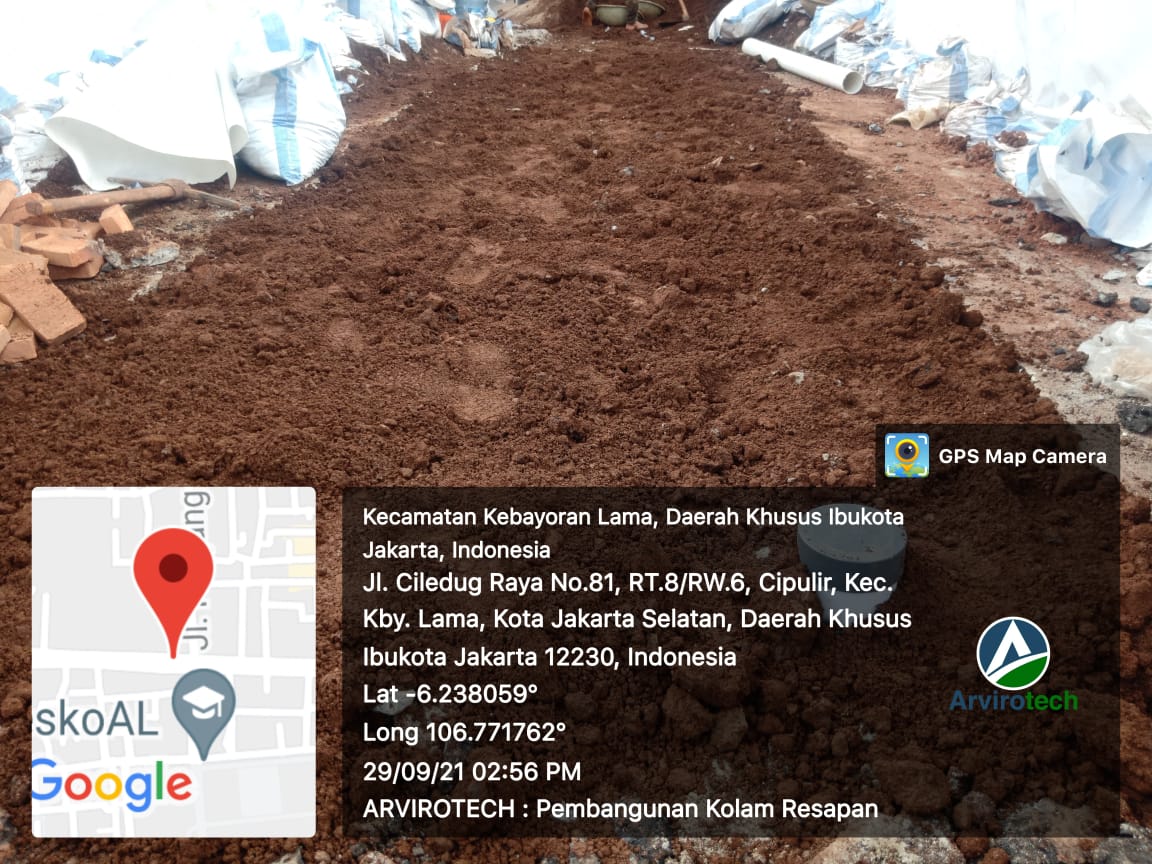 GPS Map Camera
Kecamatan Kebayoran Lama, Daerah Khusus Ibukota
Jakarta, Indonesia
Jl. Ciledug Raya No.81, RT.8/RW.6, Cipulir, Kec.
Kby. Lama, Kota Jakarta Selatan, Daerah Khusus
Ibukota Jakarta 12230, Indonesia
Lat -6.238059°
Long 106.771762°
29/09/21 02:56 PM
ARVIROTECH : Pembangunan Kolam Resapan
Arvirotech
Jl.
ang
skoAL
Google